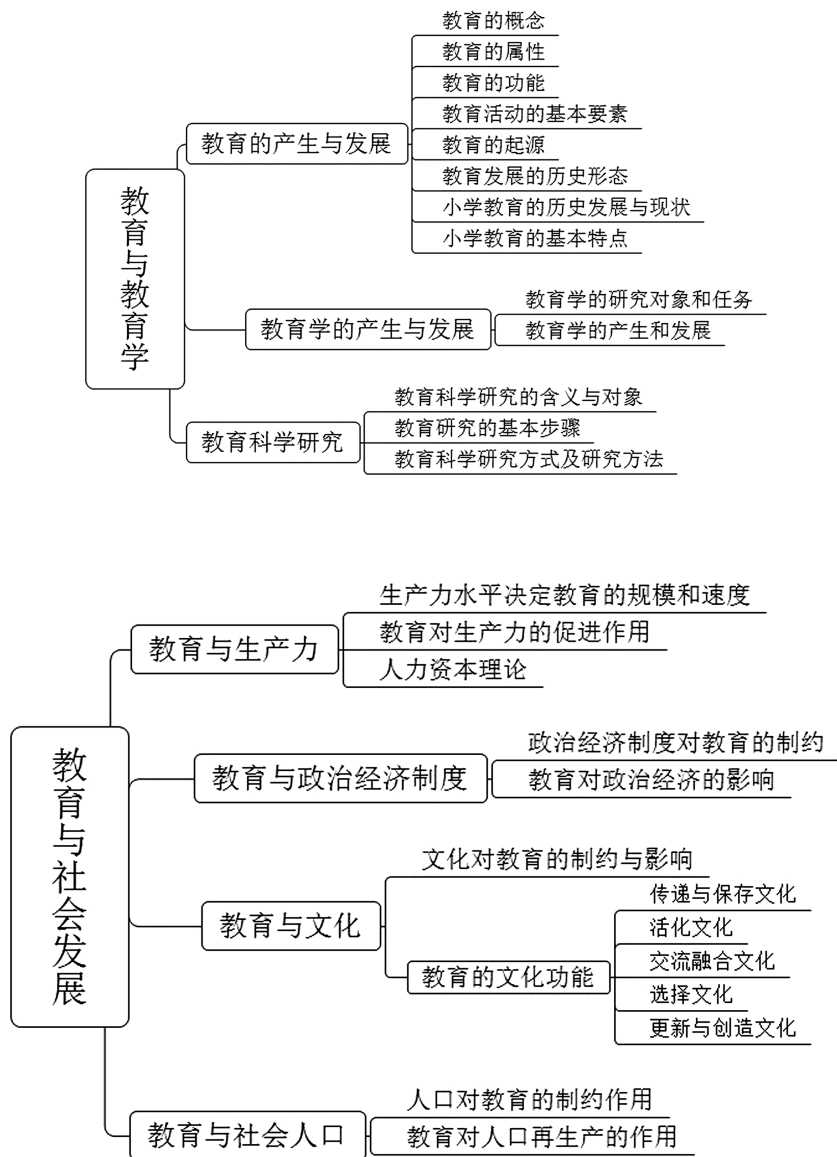 教育与教育学
教育的产生与发展
教育的概念
教育的属性
教育的功能
教育活动的基本要素
教育的起源
教育发展的历史形态
小学教育的历史发展与现状
小学教育的基本特点
教育学的产生与发展
教育学的研究对象和任务
教育学的产生和发展
教育科学研究
教育科学研究的含义与对象
教育研究的基本步骤
教育科学研究方式及研究方法
教育与社会发展
教育与生产力
生产力水平决定教育的规模和速度
教育对生产力的促进作用
人力资本理论
教育与政治经济制度
政治经济制度对教育的制约
教育对政治经济的影响
教育与文化
文化对教育的制约与影响
教育的文化功能
传递与保存文化
活化文化
交流融合文化
选择文化
更新与创造文化
教育与社会人口
人口对教育的制约作用
教育对人口再生产的作用